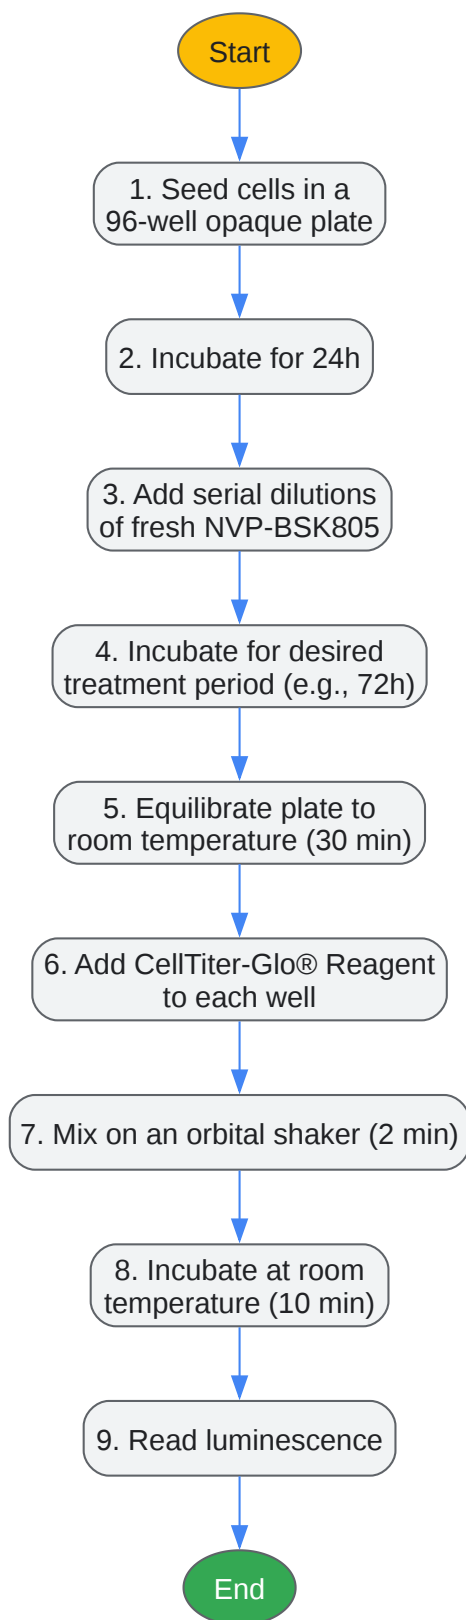 Start
1. Seed cells in a
96-well opaque plate
2. Incubate for 24h
3. Add serial dilutions
of fresh NVP-BSK805
4. Incubate for desired
treatment period (e.g., 72h)
5. Equilibrate plate to
room temperature (30 min)
6. Add CellTiter-Glo® Reagent
to each well
7. Mix on an orbital shaker (2 min)
8. Incubate at room
temperature (10 min)
9. Read luminescence
End